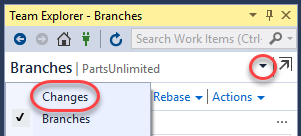 Team Explorer - Branches
Search Work Items (Ctrl-
Branches | PartsUnlimited
Changes
Rebase | Actions
Branches